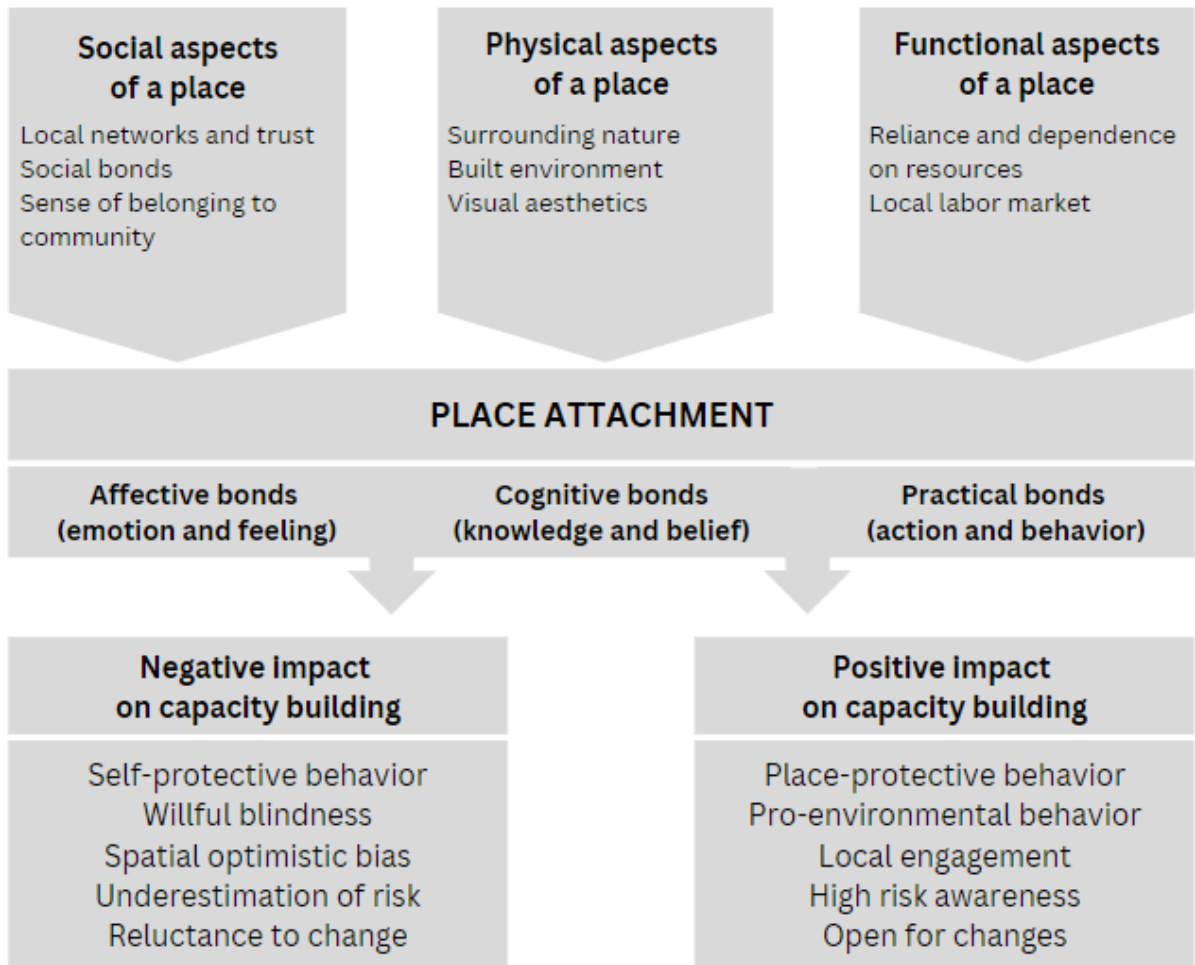 Social aspects
of a place
Local networks and trust
Social bonds
Sense of belonging to
community
Physical aspects
of a place
Surrounding nature
Built environment
Visual aesthetics
Functional aspects
of a place
Reliance and dependence
on resources
Local labor market
PLACE ATTACHMENT
Affective bonds
(emotion and feeling)
Cognitive bonds
(knowledge and belief)
Practical bonds
(action and behavior)
Negative impact
on capacity building
Self-protective behavior
Willful blindness
Spatial optimistic bias
Underestimation of risk
Reluctance to change
Positive impact
on capacity building
Place-protective behavior
Pro-environmental behavior
Local engagement
High risk awareness
Open for changes